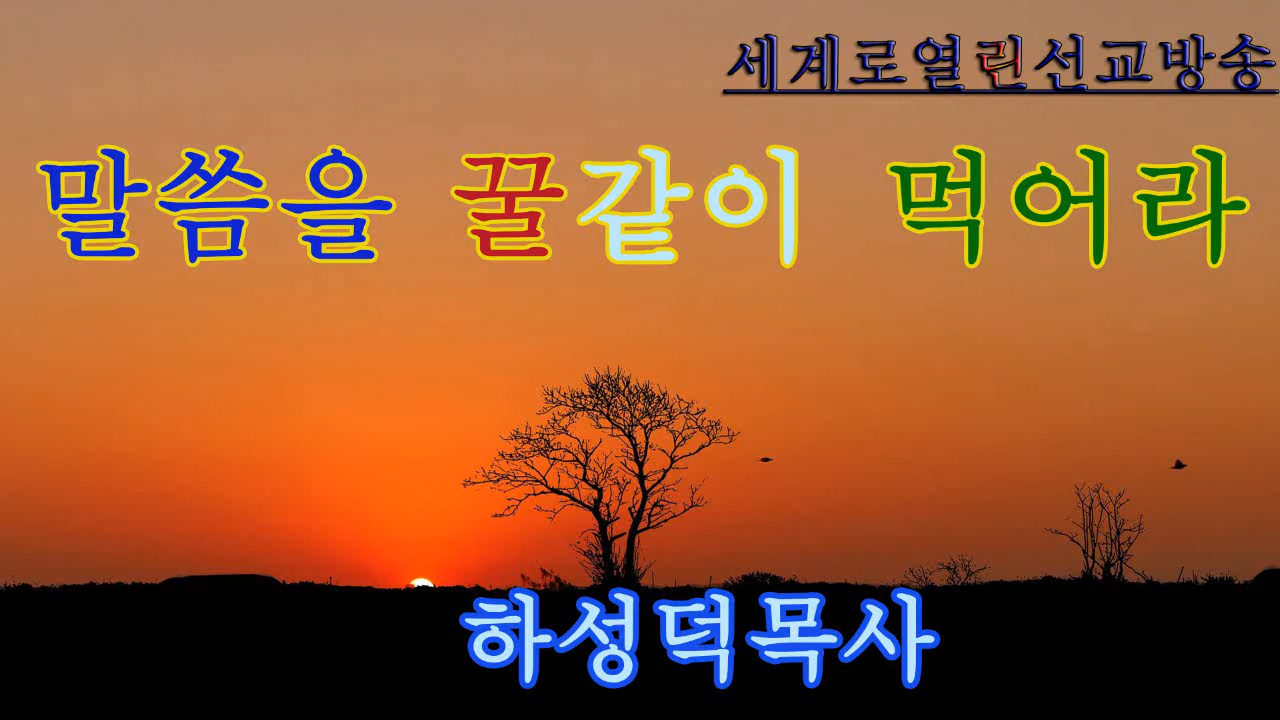 세계로열린선교방송
말씀을 꿀같이 먹어라
하성덕목사